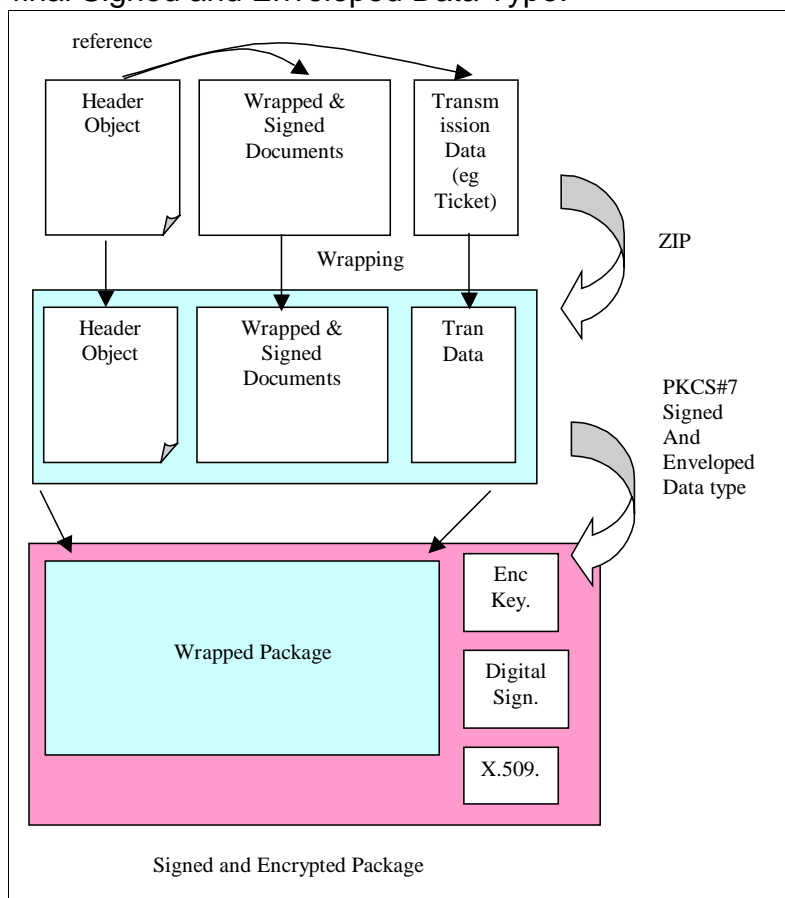 final Signed and Enveloped Data Type.
reference
Header
Object
Wrapped &
Signed
Documents
Transm
ission
Data
(eg
Ticket)
ZIP
Wrapping
Header
Object
Wrapped &
Signed
Documents
Tran
Data
PKCS#7
Signed
And
Enveloped
Data type
Enc
Key.
Wrapped Package
Digital
Sign.
X.509.
Signed and Encrypted Package